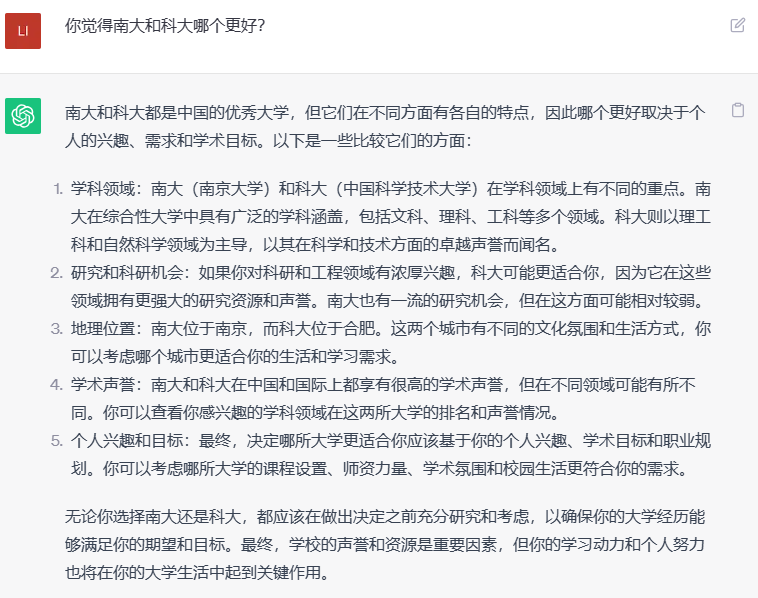 LI
你觉得南大和科大哪个更好？
南大和科大都是中国的优秀大学，但它们在不同方面有各自的特点，因此哪个更好取决于个
人的兴趣、需求和学术目标。以下是一些比较它们的方面：
1. 学科领域：南大（南京大学）和科大（中国科学技术大学）在学科领域上有不同的重点。南
大在综合性大学中具有广泛的学科涵盖，包括文科、理科、工科等多个领域。科大则以理工
科和自然科学领域为主导，以其在科学和技术方面的卓越声誉而闻名。
2. 研究和科研机会：如果你对科研和工程领域有浓厚兴趣，科大可能更适合你，因为它在这些
领域拥有更强大的研究资源和声誉。南大也有一流的研究机会，但在这方面可能相对较弱。
3. 地理位置：南大位于南京，而科大位于合肥。这两个城市有不同的文化氛围和生活方式，你
可以考虑哪个城市更适合你的生活和学习需求。
4. 学术声誉：南大和科大在中国和国际上都享有很高的学术声誉，但在不同领域可能有所不
同。你可以查看你感兴趣的学科领域在这两所大学的排名和声誉情况。
5. 个人兴趣和目标：最终，决定哪所大学更适合你应该基于你的个人兴趣、学术目标和职业规
划。你可以考虑哪所大学的课程设置、师资力量、学术氛围和校园生活更符合你的需求。
无论你选择南大还是科大，都应该在做出决定之前充分研究和考虑，以确保你的大学经历能
够满足你的期望和目标。最终，学校的声誉和资源是重要因素，但你的学习动力和个人努力
也将在你的大学生活中起到关键作用。